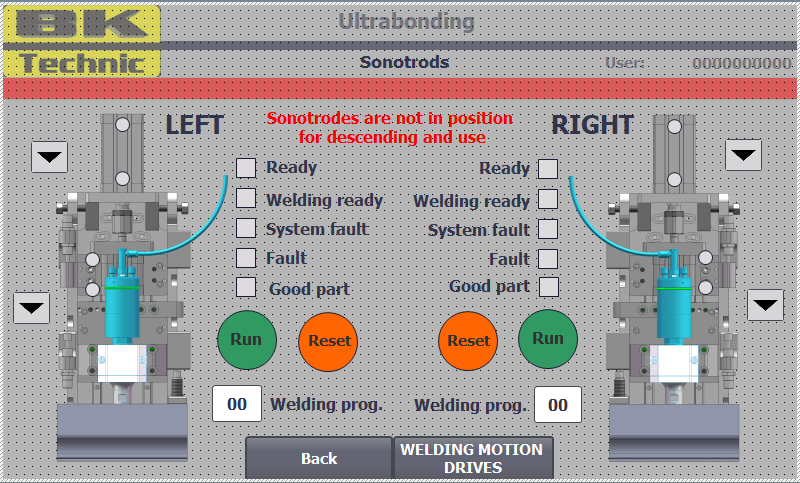 BK
Technic
Ultrabonding
Sonotrods
User: 0000000000
LEFT
Sonotrodes are not in position
for descending and use
RIGHT
Ready
Welding ready
System fault
Fault
Good part
Ready
Welding ready
System fault
Fault
Good part
Run
Reset
Reset
Run
00
Welding prog.
Welding prog.
00
Back
WELDING MOTION
DRIVES